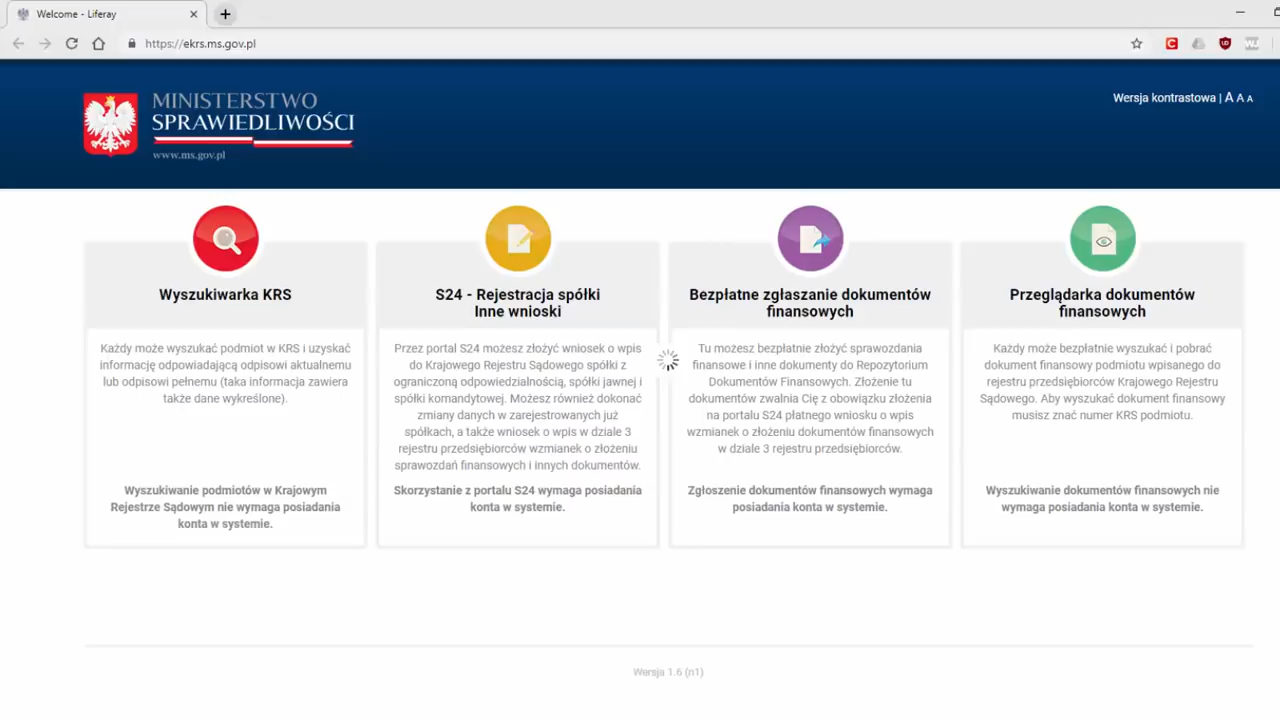 Welcome - Liferay
https://ekrs.ms.gov.pl
MINISTERSTWO
SPRAWIEDLIWOŚCI
www.ms.gov.pl
Wersja kontrastowa | A A A
Wyszukiwarka KRS
Każdy może wyszukać podmiot w KRS i uzyskać
informację odpowiadającą odpisowi aktualnemu
lub odpisowi pełnemu (taka informacja zawiera
także dane wykreślone).
Wyszukiwanie podmiotów w Krajowym
Rejestrze Sądowym nie wymaga posiadania
konta w systemie.
S24 - Rejestracja spółki
Inne wnioski
Przez portal S24 możesz złożyć wniosek o wpis
do Krajowego Rejestru Sądowego spółki z
ograniczoną odpowiedzialnością, spółki jawnej i
spółki komandytowej. Możesz również dokonać
zmiany danych w zarejestrowanych już
spółkach, a także wniosek o wpis w dziale 3
rejestru przedsiębiorców wzmianek o złożeniu
sprawozdań finansowych i innych dokumentów.
Skorzystanie z portalu S24 wymaga posiadania
konta w systemie.
Bezpłatne zgłaszanie dokumentów
finansowych
Tu możesz bezpłatnie złożyć sprawozdania
finansowe i inne dokumenty do Repozytorium
Dokumentów Finansowych. Złożenie tu
dokumentów zwalnia Cię z obowiązku złożenia
na portalu S24 płatnego wniosku o wpis
wzmianek o złożeniu dokumentów finansowych
w dziale 3 rejestru przedsiębiorców.
Zgłoszenie dokumentów finansowych wymaga
posiadania konta w systemie.
Przeglądarka dokumentów
finansowych
Każdy może bezpłatnie wyszukać i pobrać
dokument finansowy podmiotu wpisanego do
rejestru przedsiębiorców Krajowego Rejestru
Sądowego. Aby wyszukać dokument finansowy
musisz znać numer KRS podmiotu.
Wyszukiwanie dokumentów finansowych nie
wymaga posiadania konta w systemie.
Wersja 1.6 (n1)